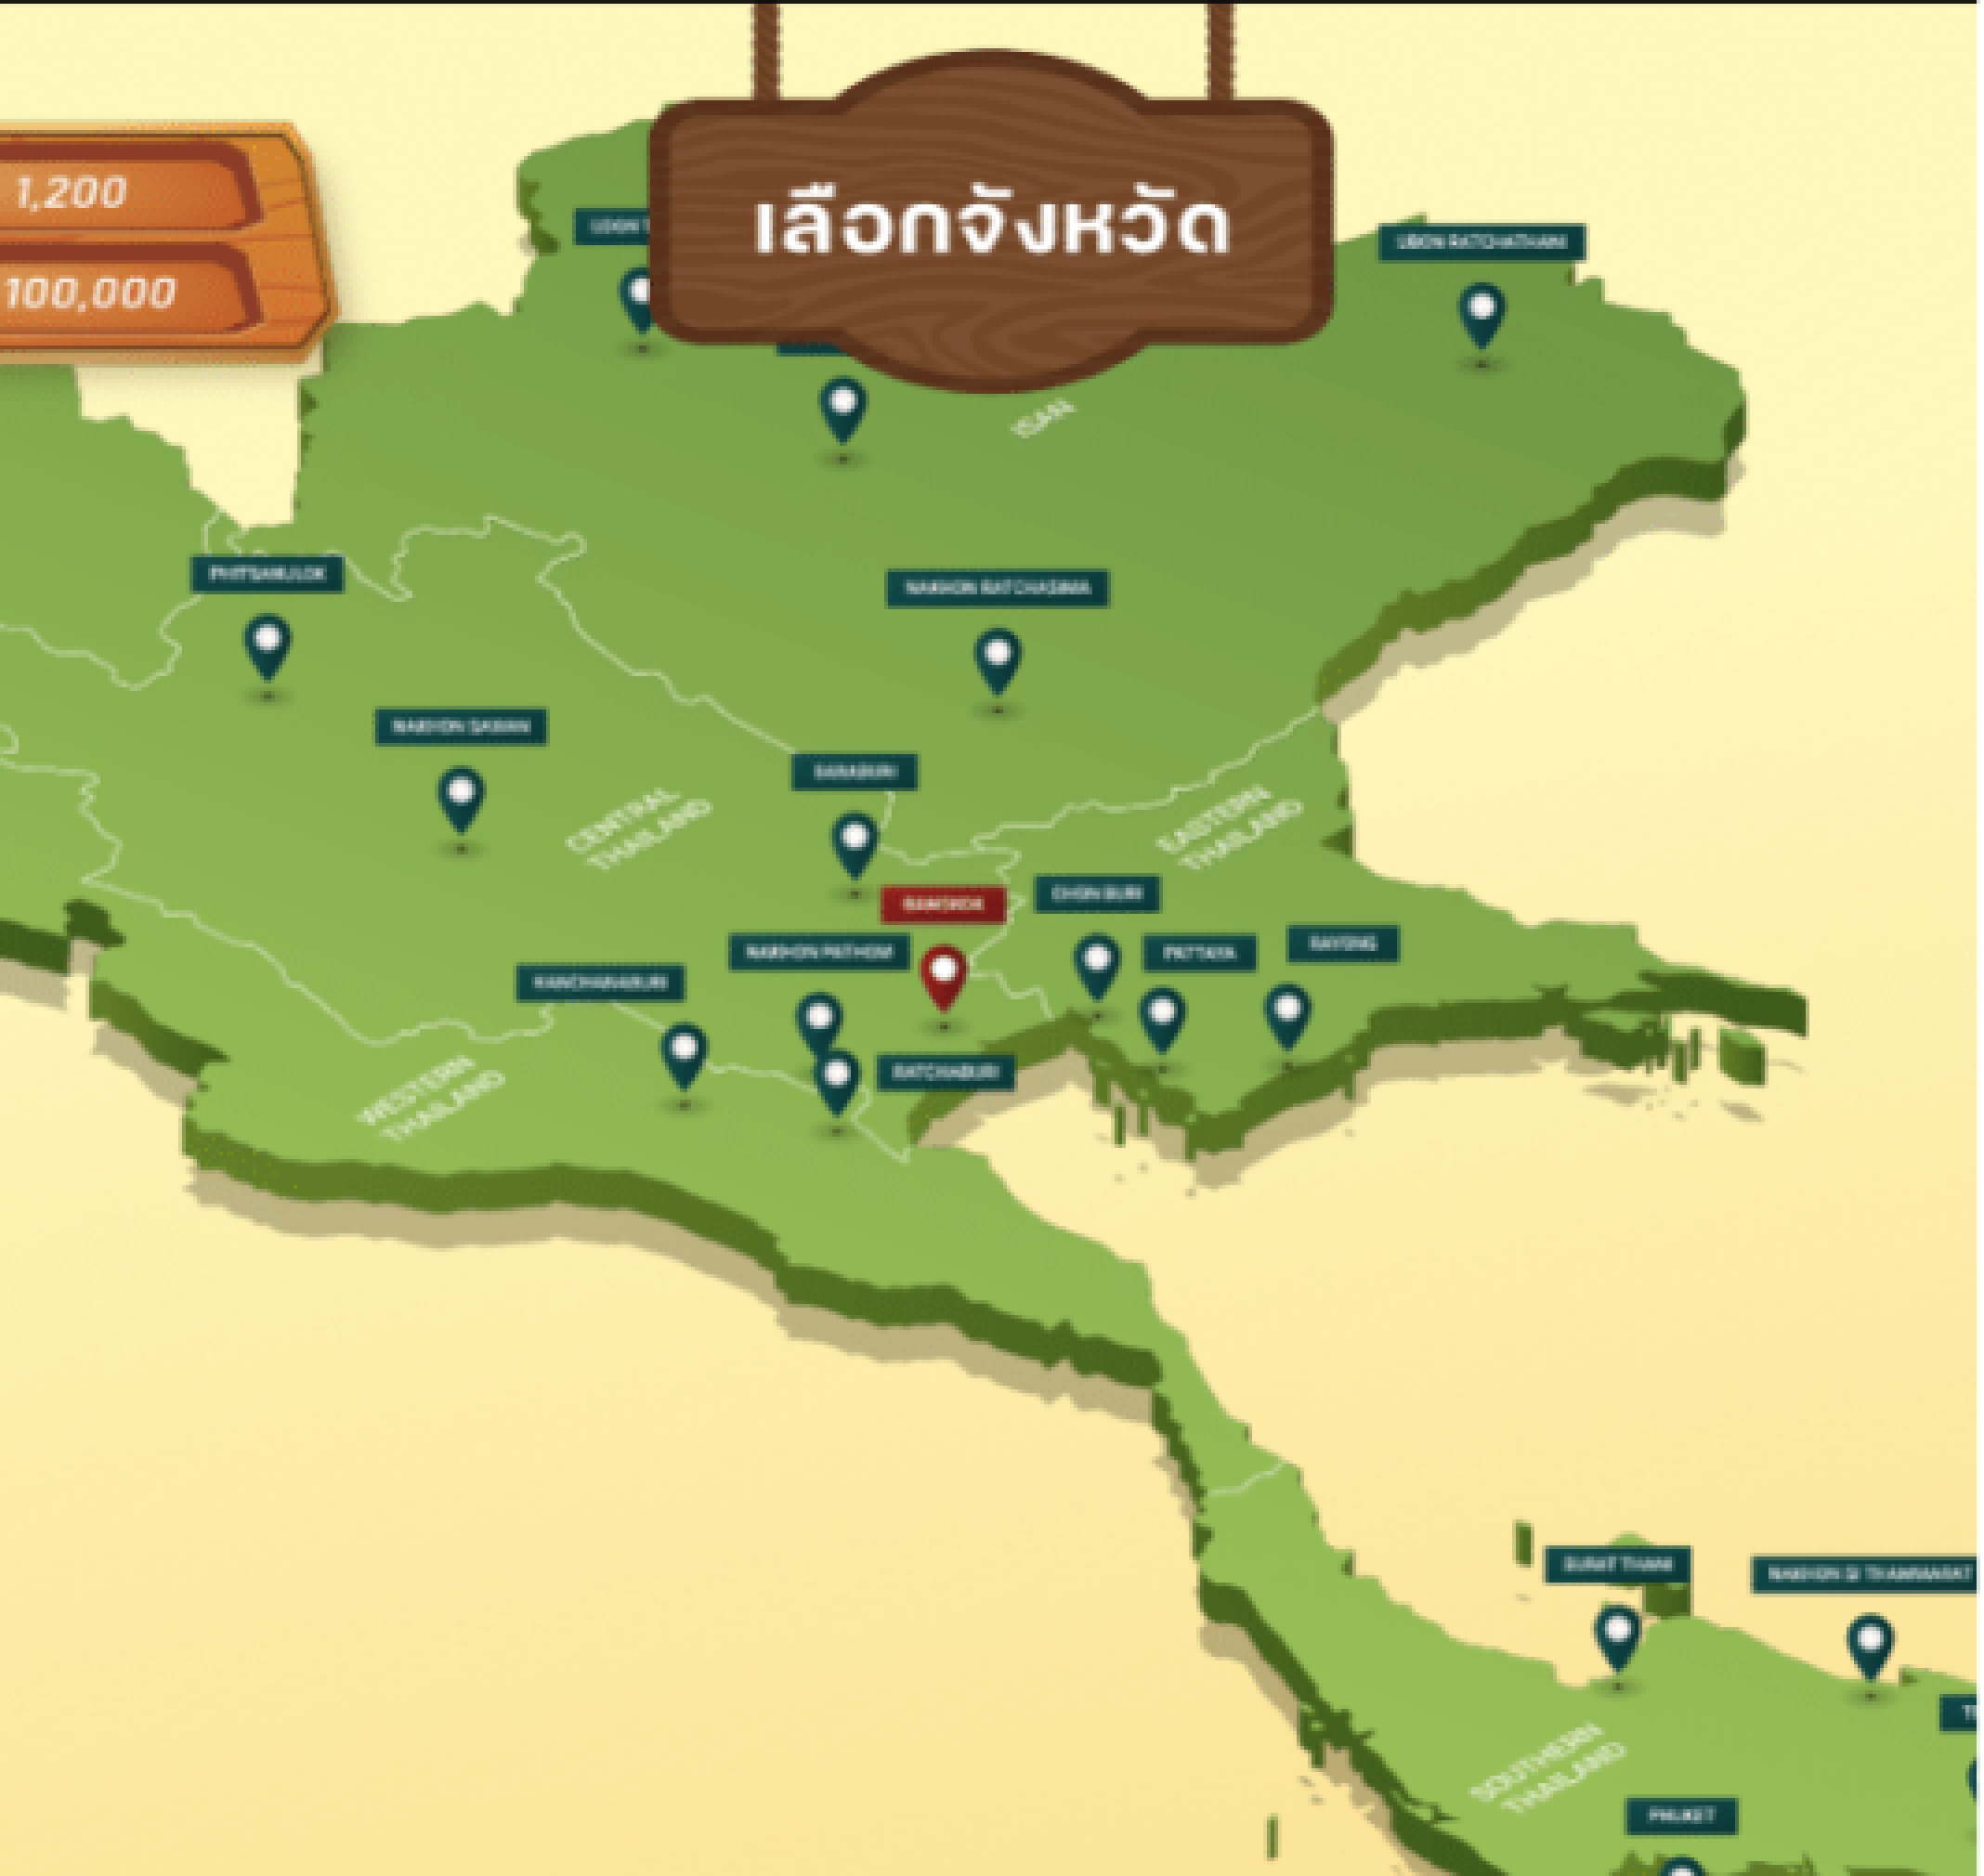 เลือกจังหวัด
1,200
100,000
UDON
UBON RATCHATHANI
ISAN
PHITSANULOK
NAKHON RATCHASIMA
NAKHON SAWAN
SARABURI
CENTRAL
THAILAND
EASTERN
THAILAND
BANGKOK
CHON BURI
NAKHON PATHOM
PATTAYA
RAYONG
KANCHANABURI
RATCHABURI
WESTERN
THAILAND
SURAT THANI
NAKHON SI THAMMARAT
SOUTHERN
THAILAND
PHUKET